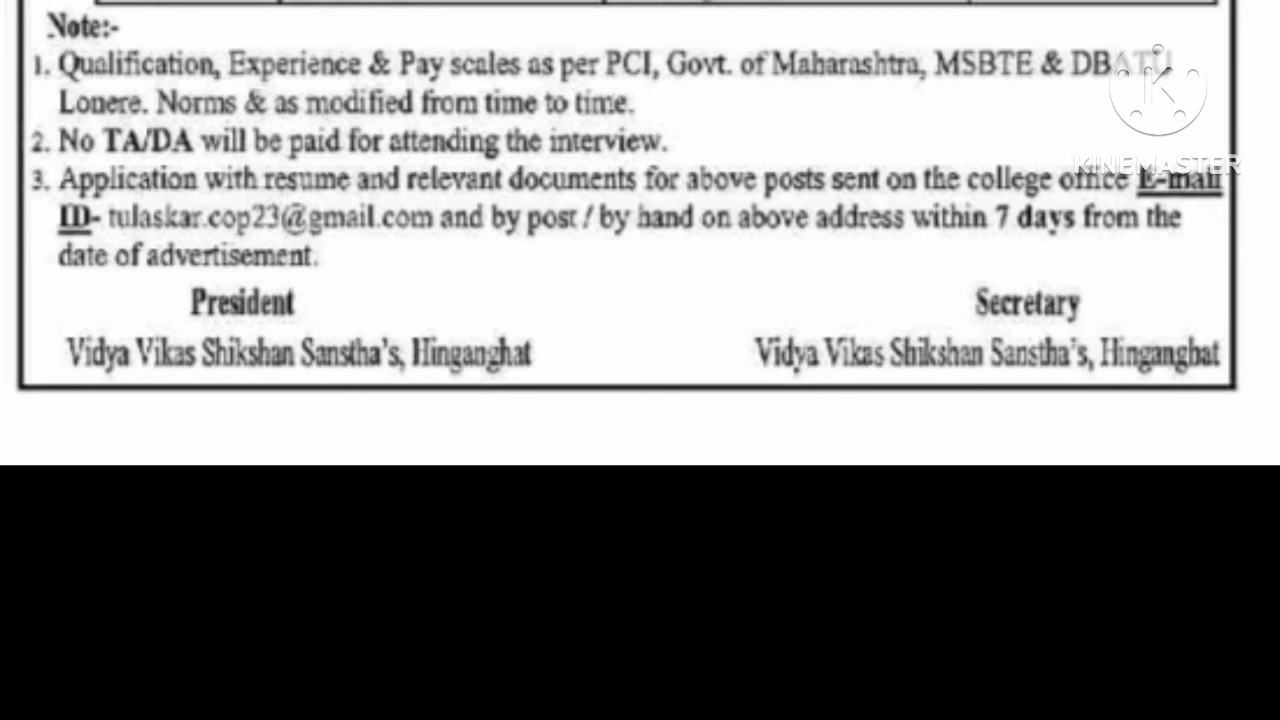 Note:-
1. Qualification, Experience & Pay scales as per PCI, Govt. of Maharashtra, MSBTE & DBATU
Lonere. Norms & as modified from time to time.
2. No TA/DA will be paid for attending the interview.
3. Application with resume and relevant documents for above posts sent on the college office E-mail
ID- tulaskar.cop23@gmail.com and by post / by hand on above address within 7 days from the
date of advertisement.
President Secretary
Vidya Vikas Shikshan Sanstha's, Hinganghat Vidya Vikas Shikshan Sanstha's, Hinganghat
K
KINEMASTER